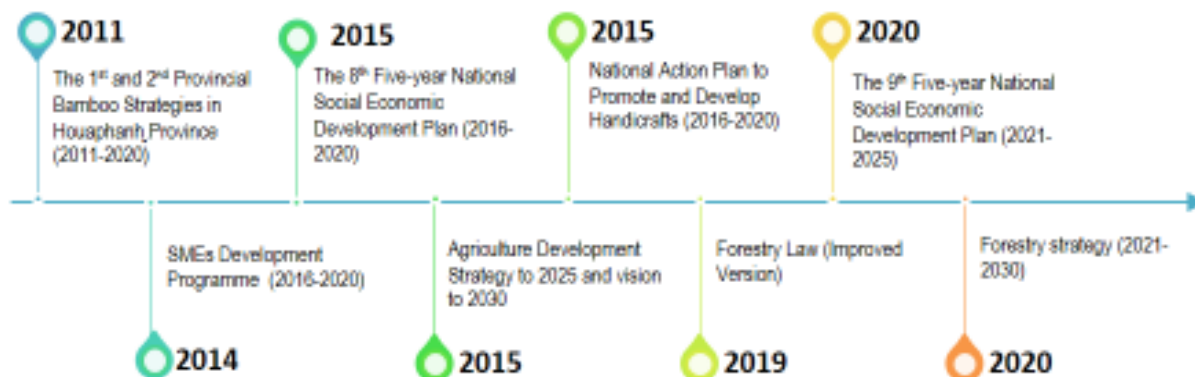 2011
The 1st and 2nd Provincial
Bamboo Strategies in
Houaphanh Province
(2011-2020)
2015
The 8th Five-year National
Social Economic
Development Plan (2016-
2020)
2015
National Action Plan to
Promote and Develop
Handicrafts (2016-2020)
2020
The 9th Five-year National
Social Economic
Development Plan (2021-
2025)
SMEs Development
Programme (2016-2020)
2014
Agriculture Development
Strategy to 2025 and vision
to 2030
2015
Forestry Law (Improved
Version)
2019
Forestry strategy (2021-
2030)
2020